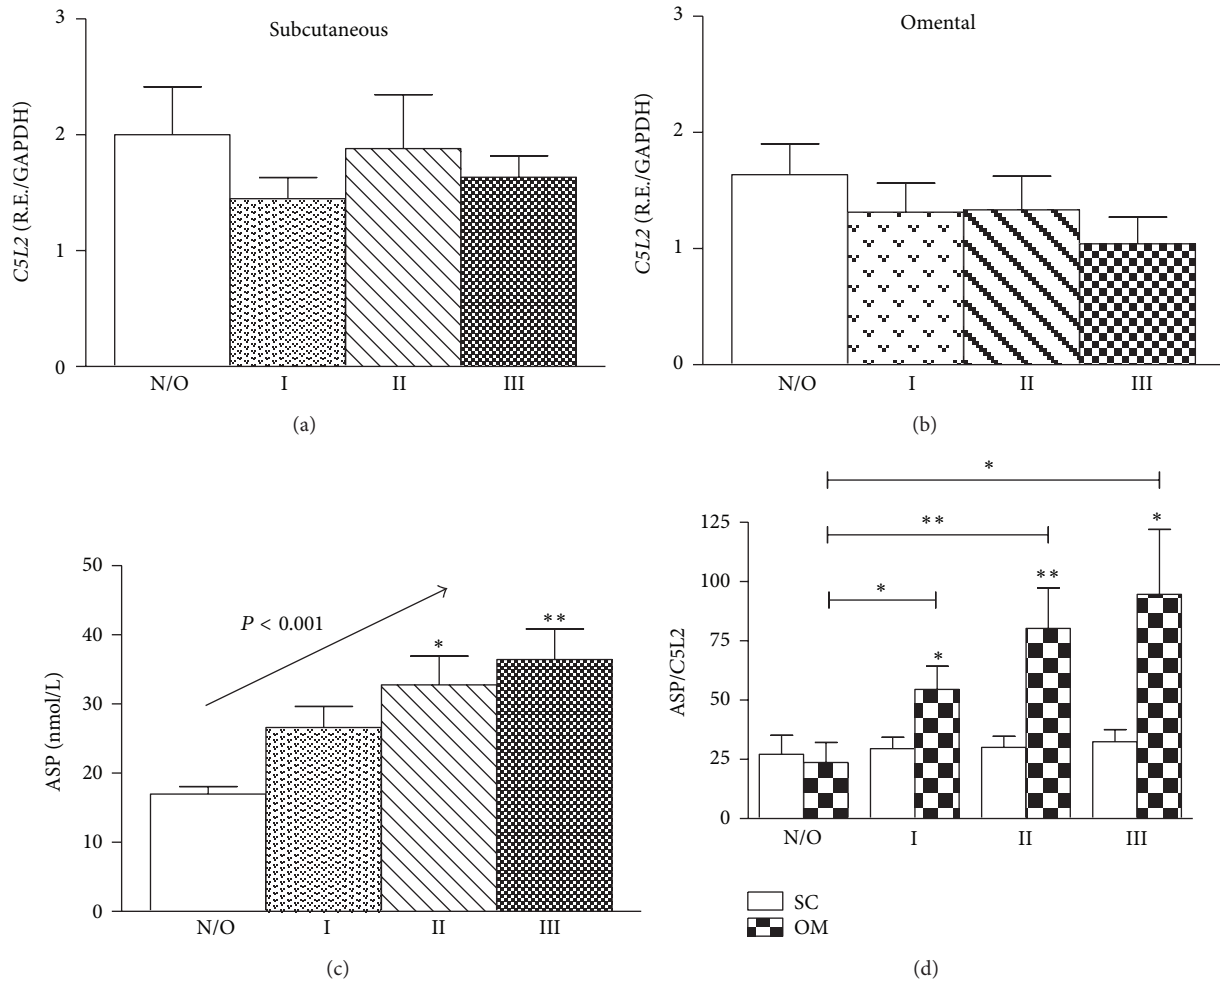 Subcutaneous
C5L2 (R.E./GAPDH)
3
2
1
0
N/O I II III
(a)
Omental
C5L2 (R.E./GAPDH)
3
2
1
0
N/O I II III
(b)
ASP (nmol/L)
50
40
30
20
10
0
P < 0.001
*
**
N/O I II III
(c)
ASP/C5L2
125
100
75
50
25
0
*
**
*
*
**
*
N/O I II III
SC
OM
(d)